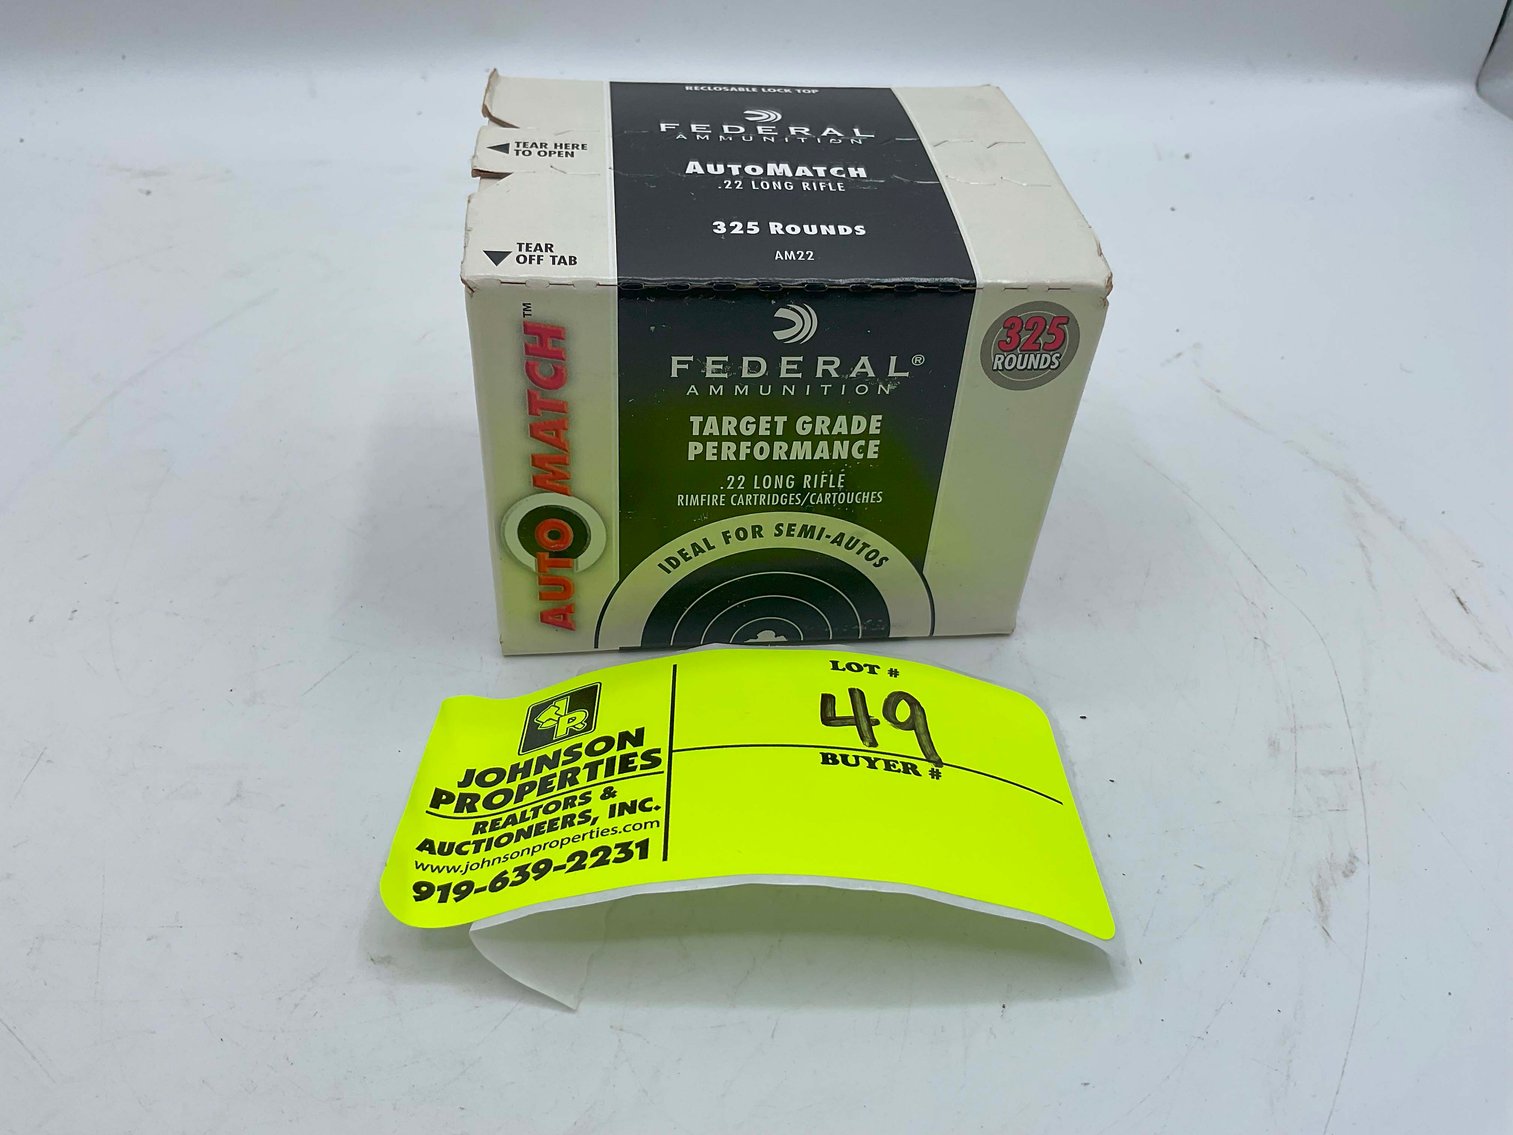 RECLOSABLE LOCK TOP
FEDERAL
AMMUNITION
AUTOMATCH
.22 LONG RIFLE
325 ROUNDS
AM22
TEAR HERE
TO OPEN
TEAR
OFF TAB
AUTOMATCH™
FEDERAL®
AMMUNITION
TARGET GRADE
PERFORMANCE
.22 LONG RIFLE
RIMFIRE CARTRIDGES/CARTOUCHES
IDEAL FOR SEMI-AUTOS
325
ROUNDS
JR
JOHNSON
PROPERTIES
REALTORS &
AUCTIONEERS, INC.
www.johnsonproperties.com
919-639-2231
LOT #
49
BUYER #